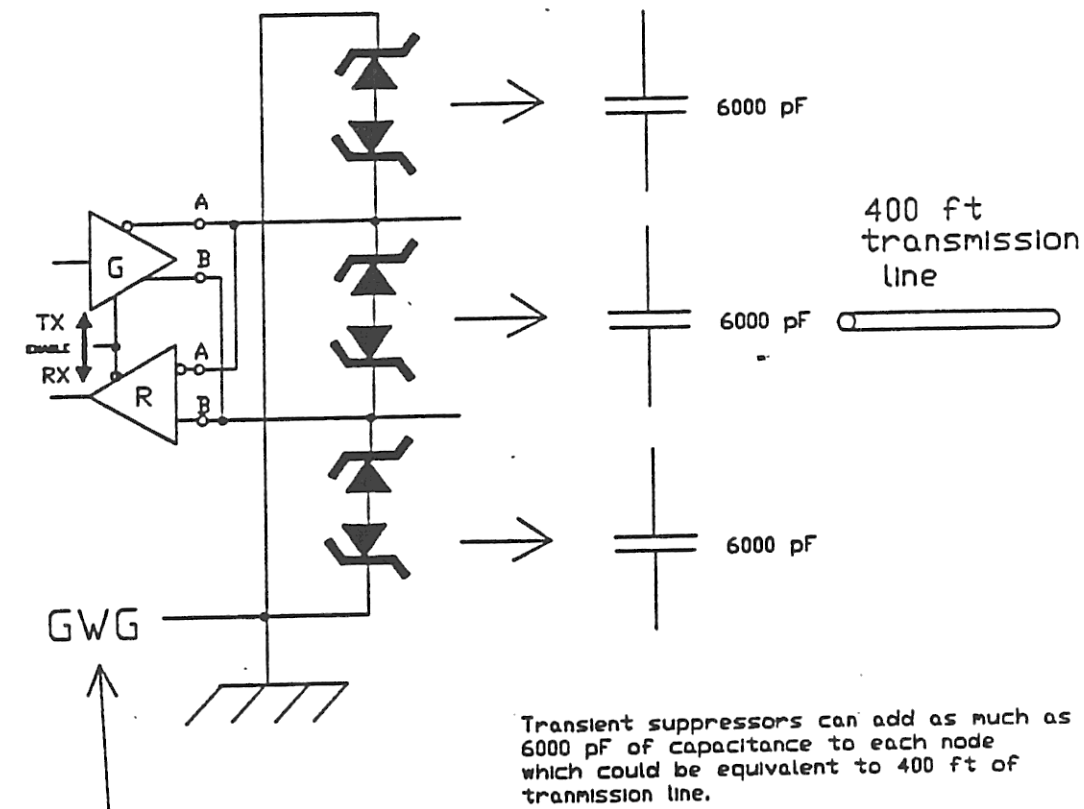 6000 pF
A
400 ft
transmission
line
G
B
TX
ENABLE
RX
A
R
B
6000 pF
6000 pF
GWG
Transient suppressors can add as much as
6000 pF of capacitance to each node
which could be equivalent to 400 ft of
tranmission line.